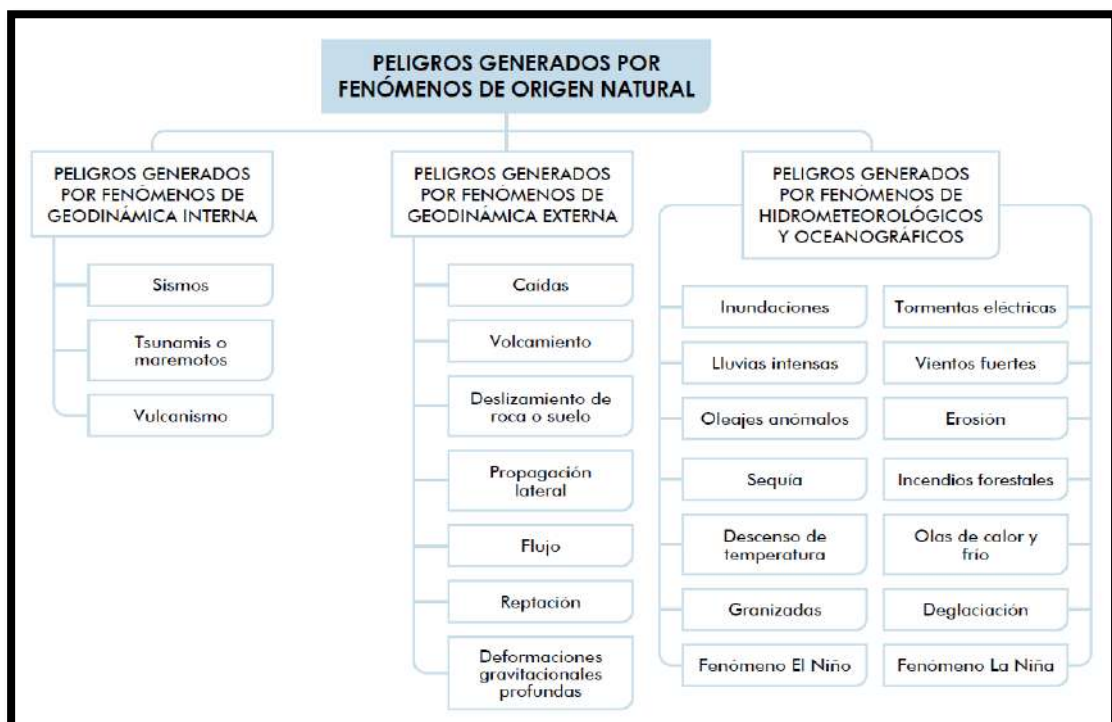 PELIGROS GENERADOS POR
FENÓMENOS DE ORIGEN NATURAL
PELIGROS GENERADOS
POR FENÓMENOS DE
GEODINÁMICA INTERNA
Sismos
Tsunamis o
maremotos
Vulcanismo
PELIGROS GENERADOS
POR FENÓMENOS DE
GEODINÁMICA EXTERNA
Caídas
Volcamiento
Deslizamiento de
roca o suelo
Propagación
lateral
Flujo
Reptación
Deformaciones
gravitacionales
profundas
PELIGROS GENERADOS
POR FENÓMENOS DE
HIDROMETEOROLÓGICOS
Y OCEANOGRÁFICOS
Inundaciones
Lluvias intensas
Oleajes anómalos
Sequía
Descenso de
temperatura
Granizadas
Fenómeno El Niño
Tormentas eléctricas
Vientos fuertes
Erosión
Incendios forestales
Olas de calor y
frío
Deglaciación
Fenómeno La Niña